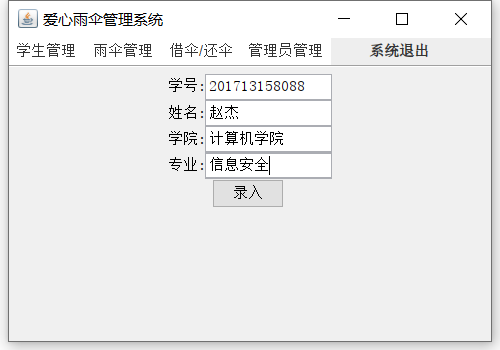 爱心雨伞管理系统
学生管理 雨伞管理 借伞/还伞 管理员管理 系统退出
学号:201713158088
姓名:赵杰
学院:计算机学院
专业:信息安全
录入